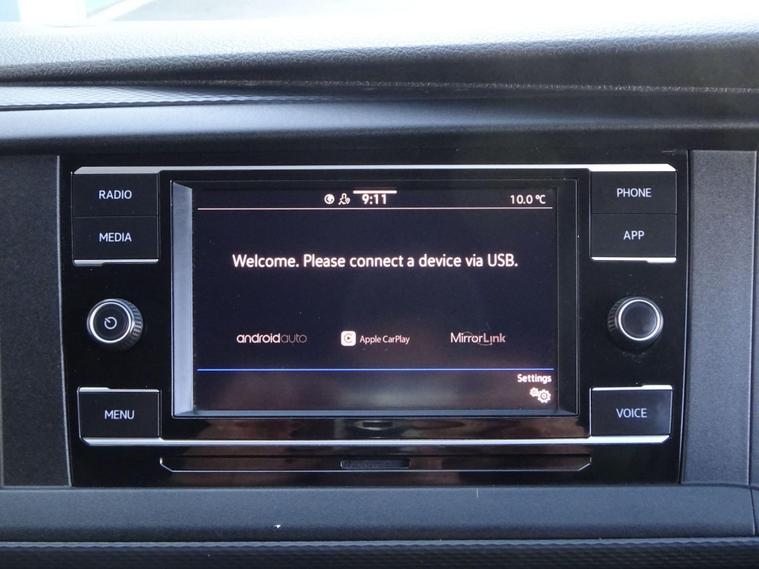 RADIO
PHONE
9:11
10.0 °C
MEDIA
APP
Welcome. Please connect a device via USB.
androidauto
Apple CarPlay
MirrorLink
Settings
MENU
VOICE